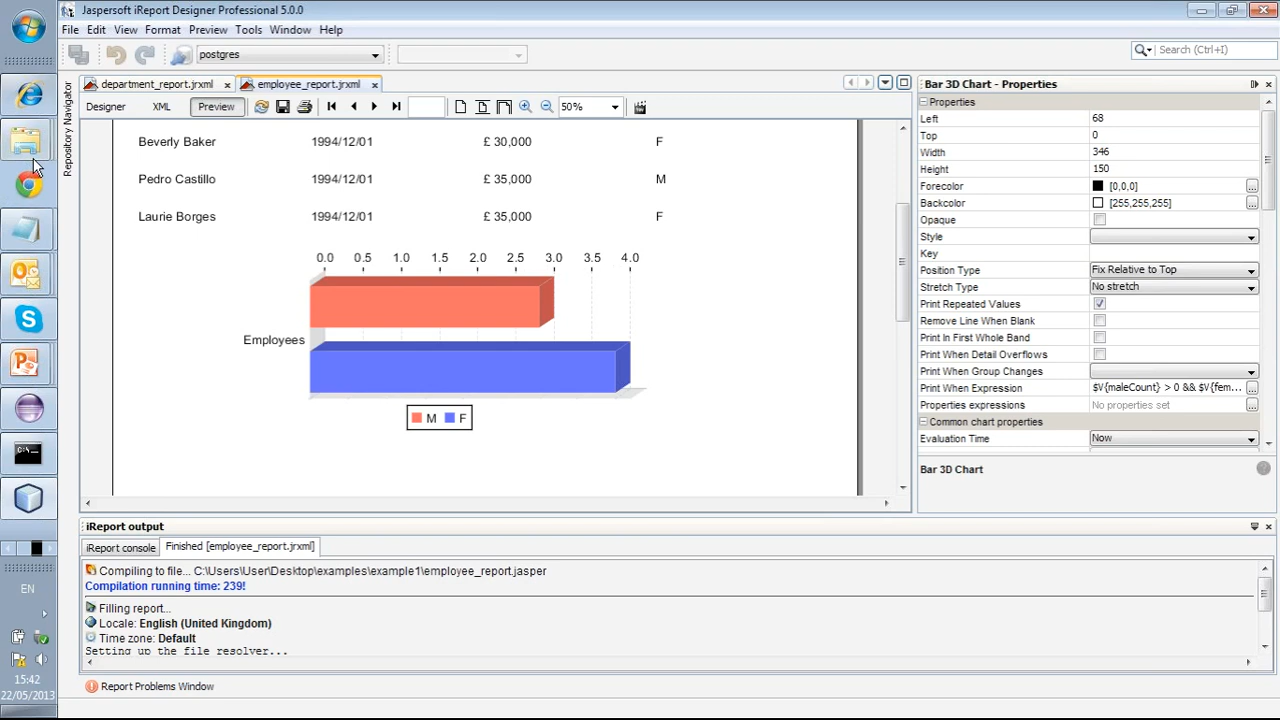 Jaspersoft iReport Designer Professional 5.0.0
File Edit View Format Preview Tools Window Help
postgres
Search (Ctrl+I)
Repository Navigator
department_report.jrxml
employee_report.jrxml
Designer XML Preview 50%
Beverly Baker 1994/12/01 £ 30,000 F
Pedro Castillo 1994/12/01 £ 35,000 M
Laurie Borges 1994/12/01 £ 35,000 F
0.0 0.5 1.0 1.5 2.0 2.5 3.0 3.5 4.0
Employees
M F
Bar 3D Chart - Properties
Properties
Left 68
Top 0
Width 346
Height 150
Forecolor [0,0,0] ...
Backcolor [255,255,255] ...
Opaque
Style
Key
Position Type Fix Relative to Top
Stretch Type No stretch
Print Repeated Values
Remove Line When Blank
Print In First Whole Band
Print When Detail Overflows
Print When Group Changes
Print When Expression $V{maleCount} > 0 && $V{fem... ...
Properties expressions No properties set ...
Common chart properties
Evaluation Time Now
Bar 3D Chart
iReport output
iReport console Finished [employee_report.jrxml]
Compiling to file... C:\Users\User\Desktop\examples\example1\employee_report.jasper
Compilation running time: 239!
Filling report...
Locale: English (United Kingdom)
Time zone: Default
Setting up the file resolver...
Report Problems Window
EN
15:42
22/05/2013